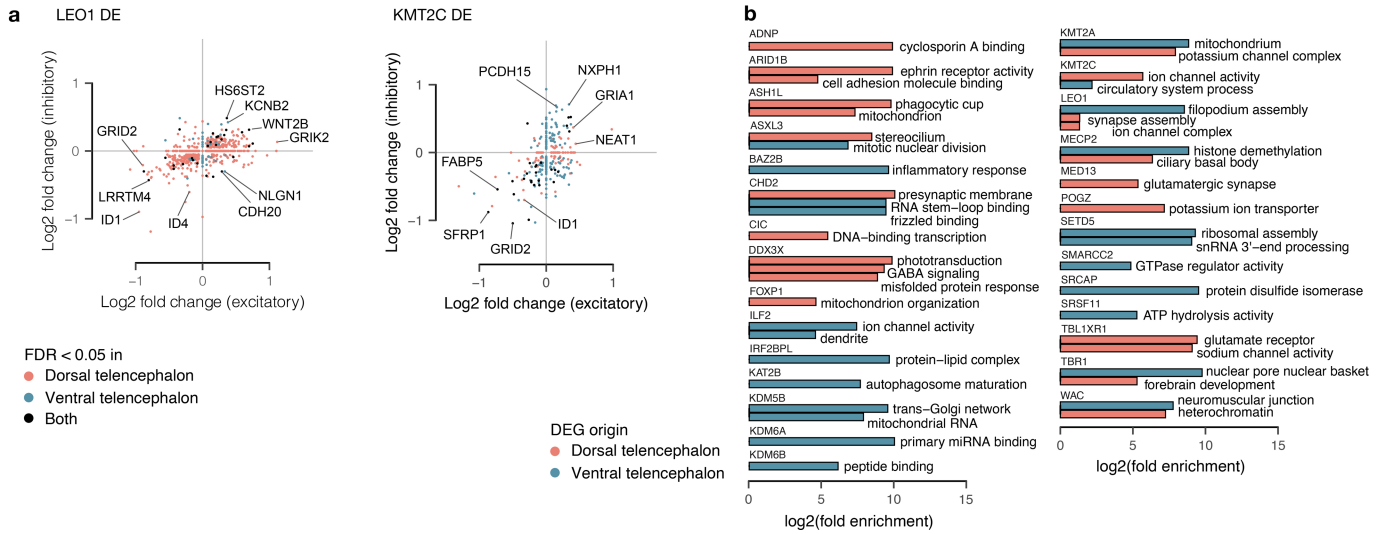 a
LEO1 DE
Log2 fold change (inhibitory)
1
0
−1
HS6ST2
KCNB2
WNT2B
GRIK2
GRID2
LRRTM4
ID1
ID4
NLGN1
CDH20
−1
0
1
Log2 fold change (excitatory)
KMT2C DE
Log2 fold change (inhibitory)
1
0
−1
PCDH15
NXPH1
GRIA1
NEAT1
FABP5
SFRP1
GRID2
ID1
−1
0
1
Log2 fold change (excitatory)
FDR < 0.05 in
Dorsal telencephalon
Ventral telencephalon
Both
DEG origin
Dorsal telencephalon
Ventral telencephalon
b
ADNP
cyclosporin A binding
ARID1B
ephrin receptor activity
cell adhesion molecule binding
ASH1L
phagocytic cup
mitochondrion
ASXL3
stereocilium
mitotic nuclear division
BAZ2B
inflammatory response
CHD2
presynaptic membrane
RNA stem−loop binding
frizzled binding
CIC
DNA−binding transcription
DDX3X
phototransduction
GABA signaling
misfolded protein response
FOXP1
mitochondrion organization
ILF2
ion channel activity
dendrite
IRF2BPL
protein−lipid complex
KAT2B
autophagosome maturation
KDM5B
trans−Golgi network
mitochondrial RNA
KDM6A
primary miRNA binding
KDM6B
peptide binding
0
5
10
15
log2(fold enrichment)
KMT2A
mitochondrium
potassium channel complex
KMT2C
ion channel activity
circulatory system process
LEO1
filopodium assembly
synapse assembly
ion channel complex
MECP2
histone demethylation
ciliary basal body
MED13
glutamatergic synapse
POGZ
potassium ion transporter
SETD5
ribosomal assembly
snRNA 3'−end processing
SMARCC2
GTPase regulator activity
SRCAP
protein disulfide isomerase
SRSF11
ATP hydrolysis activity
TBL1XR1
glutamate receptor
sodium channel activity
TBR1
nuclear pore nuclear basket
forebrain development
WAC
neuromuscular junction
heterochromatin
0
5
10
15
log2(fold enrichment)